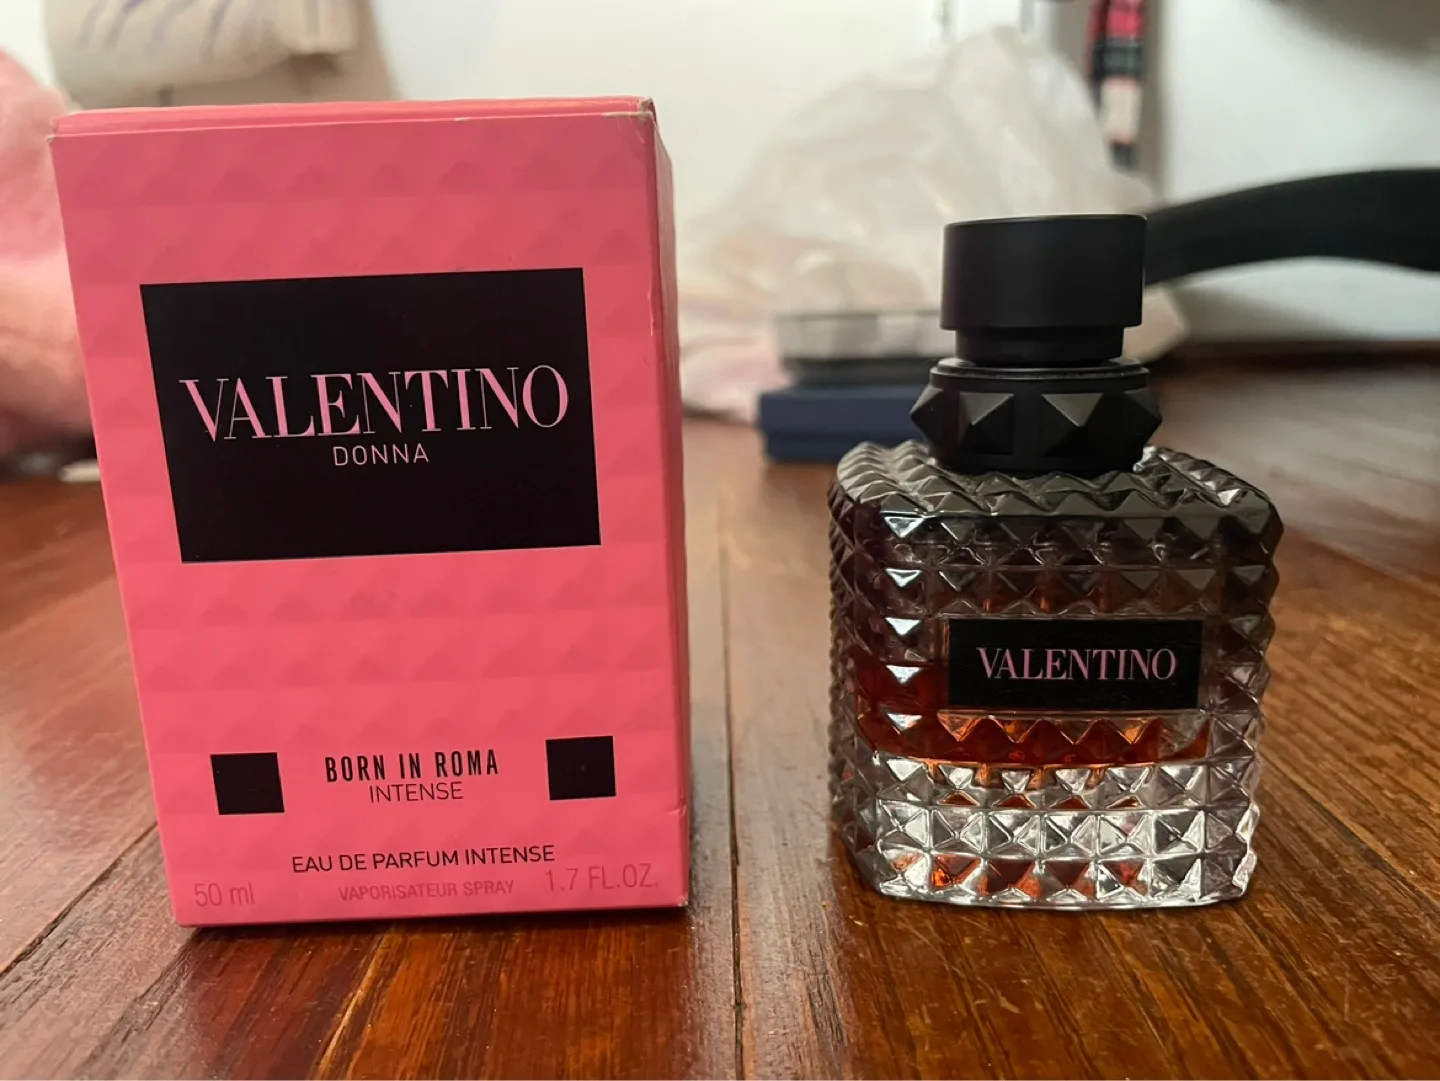 VALENTINO
DONNA
BORN IN ROMA
INTENSE
EAU DE PARFUM INTENSE
50 ml VAPORISATEUR SPRAY 1.7 FL.OZ.
VALENTINO